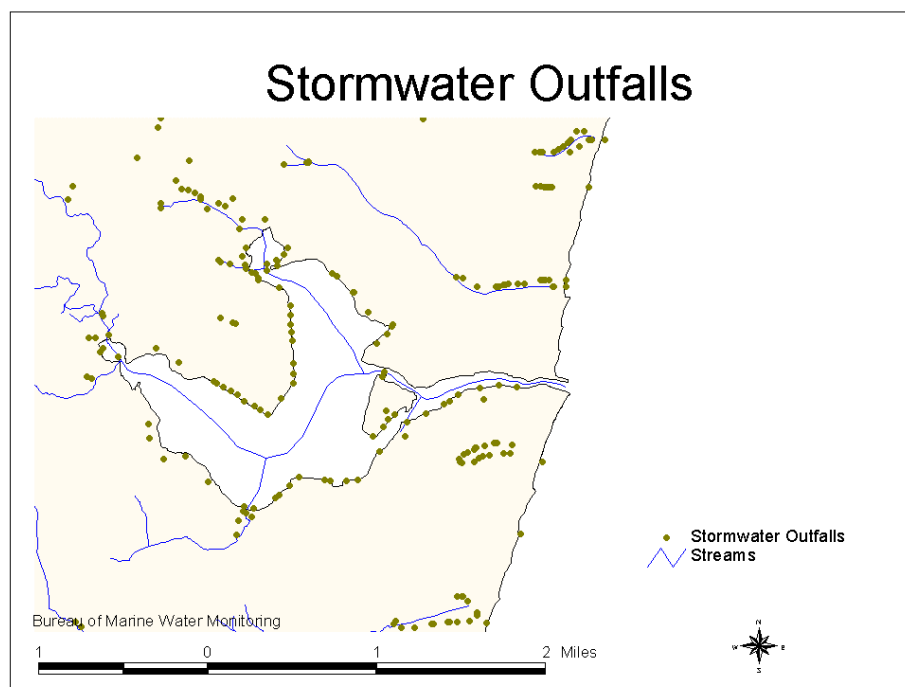 Stormwater Outfalls
Stormwater Outfalls
Streams
Bureau of Marine Water Monitoring
1 0 1 2 Miles
N
W E
S